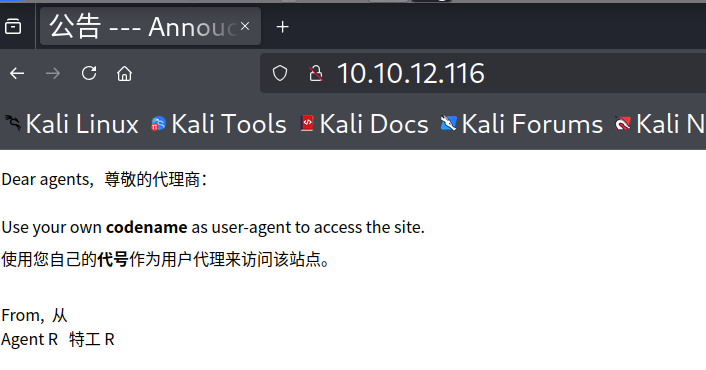 公告 --- Annouc
10.10.12.116
Kali Linux Kali Tools Kali Docs Kali Forums Kali N
Dear agents, 尊敬的代理商：
Use your own codename as user-agent to access the site.
使用您自己的代号作为用户代理来访问该站点。
From, 从
Agent R 特工 R